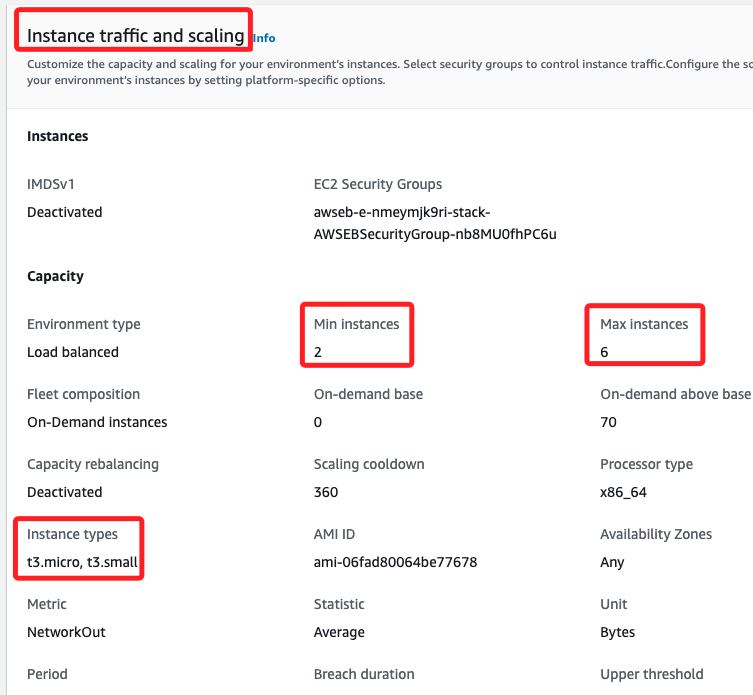 Instance traffic and scaling Info
Customize the capacity and scaling for your environment's instances. Select security groups to control instance traffic.Configure the
your environment's instances by setting platform-specific options.
Instances
IMDSv1
EC2 Security Groups
Deactivated
awseb-e-nmeymjk9ri-stack-
AWSEBSecurityGroup-nb8MU0fhPC6u
Capacity
Environment type
Min instances
Max instances
Load balanced
2
6
Fleet composition
On-demand base
On-demand above base
On-Demand instances
0
70
Capacity rebalancing
Scaling cooldown
Processor type
Deactivated
360
x86_64
Instance types
AMI ID
Availability Zones
t3.micro, t3.small
ami-06fad80064be77678
Any
Metric
Statistic
Unit
NetworkOut
Average
Bytes
Period
Breach duration
Upper threshold